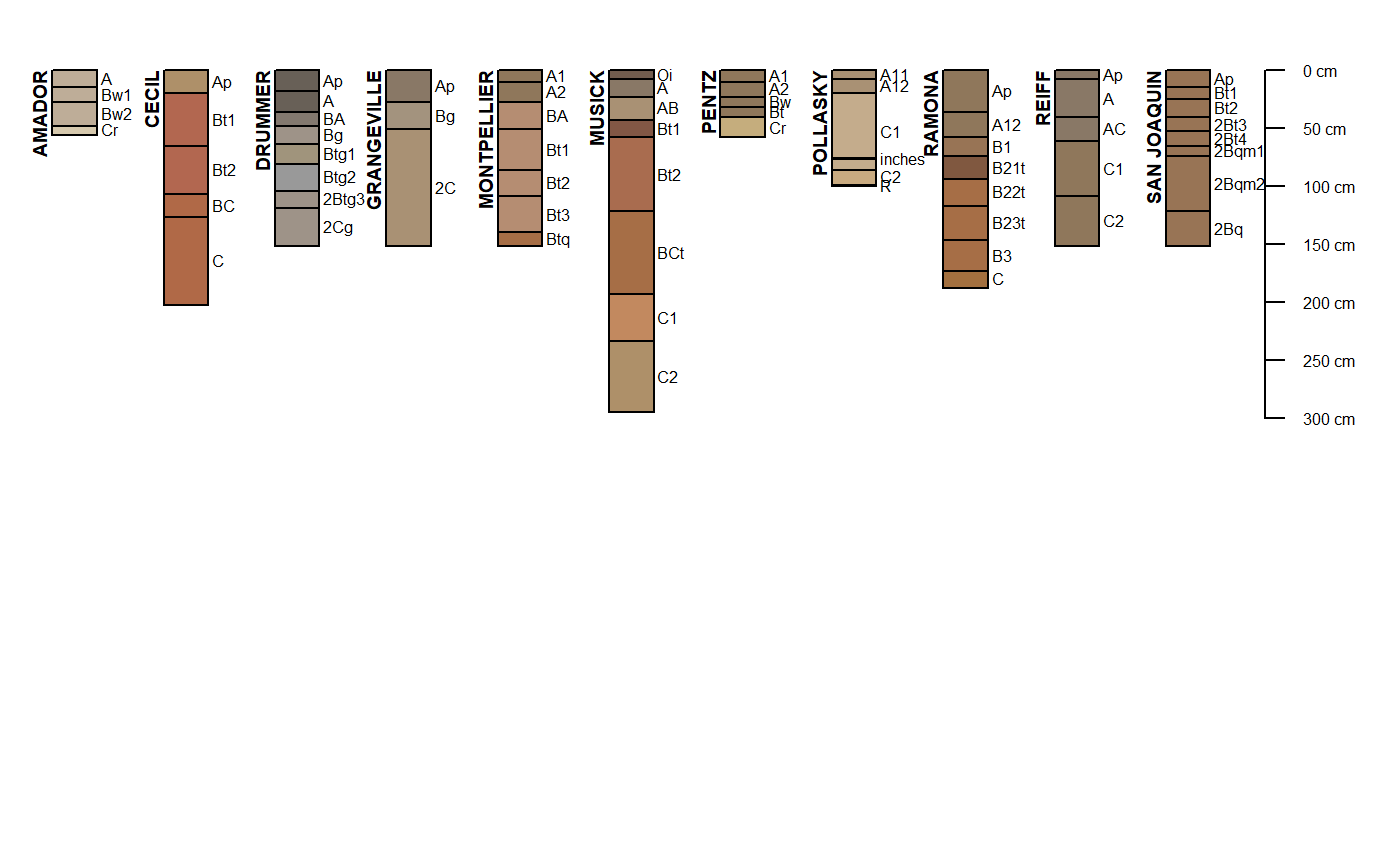 AMADOR
A
Bw1
Bw2
Cr
CECIL
Ap
Bt1
Bt2
BC
C
DRUMMER
Ap
A
BA
Bg
Btg1
Btg2
2Btg3
2Cg
GRANGEVILLE
Ap
Bg
2C
MONTPELLIER
A1
A2
BA
Bt1
Bt2
Bt3
Btq
MUSICK
Oi
A
AB
Bt1
Bt2
BCt
C1
C2
PENTZ
A1
A2
Bw
Bt
Cr
POLLASKY
A11
A12
C1
inches
C2
R
RAMONA
Ap
A12
B1
B21t
B22t
B23t
B3
C
REIFF
Ap
A
AC
C1
C2
SAN JOAQUIN
Ap
Bt1
Bt2
2Bt3
2Bt4
2Bqm1
2Bqm2
2Bq
0 cm
50 cm
100 cm
150 cm
200 cm
250 cm
300 cm